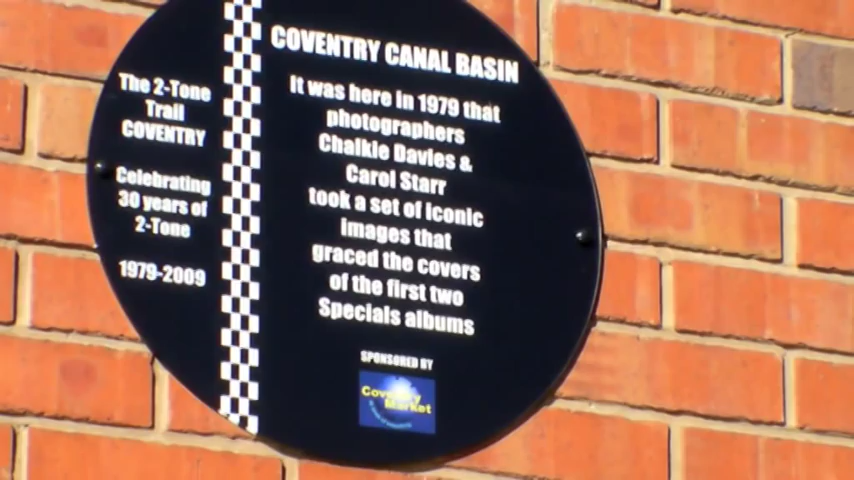 The 2-Tone
Trail
COVENTRY
Celebrating
30 years of
2-Tone
1979-2009
COVENTRY CANAL BASIN
It was here in 1979 that
photographers
Chalkie Davies &
Carol Starr
took a set of iconic
images that
graced the covers
of the first two
Specials albums
SPONSORED BY
Coventry
Market